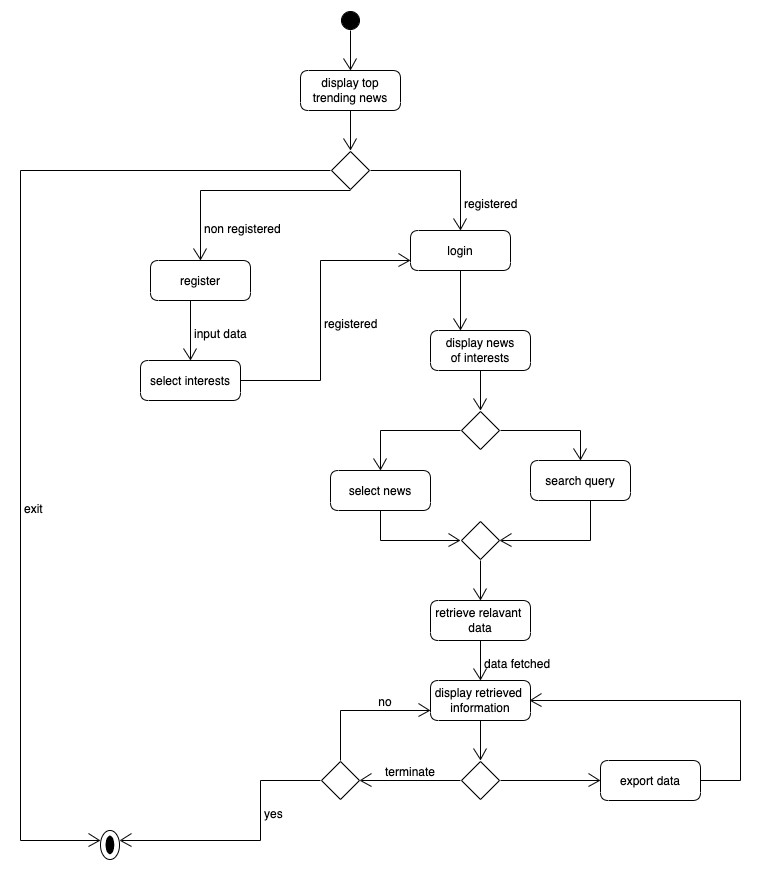 display top
trending news
registered
non registered
login
register
registered
input data
display news
of interests
select interests
select news
search query
exit
retrieve relavant
data
data fetched
display retrieved
information
no
terminate
export data
yes